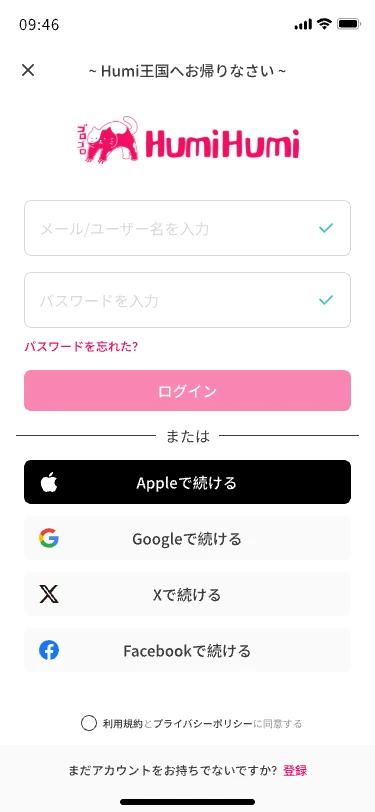 09:46
~ Humi王国へお帰りなさい ~
ゴロゴロ
HumiHumi
メール/ユーザー名を入力
パスワードを入力
パスワードを忘れた?
ログイン
または
Appleで続ける
Googleで続ける
Xで続ける
Facebookで続ける
利用規約とプライバシーポリシーに同意する
まだアカウントをお持ちでないですか? 登録